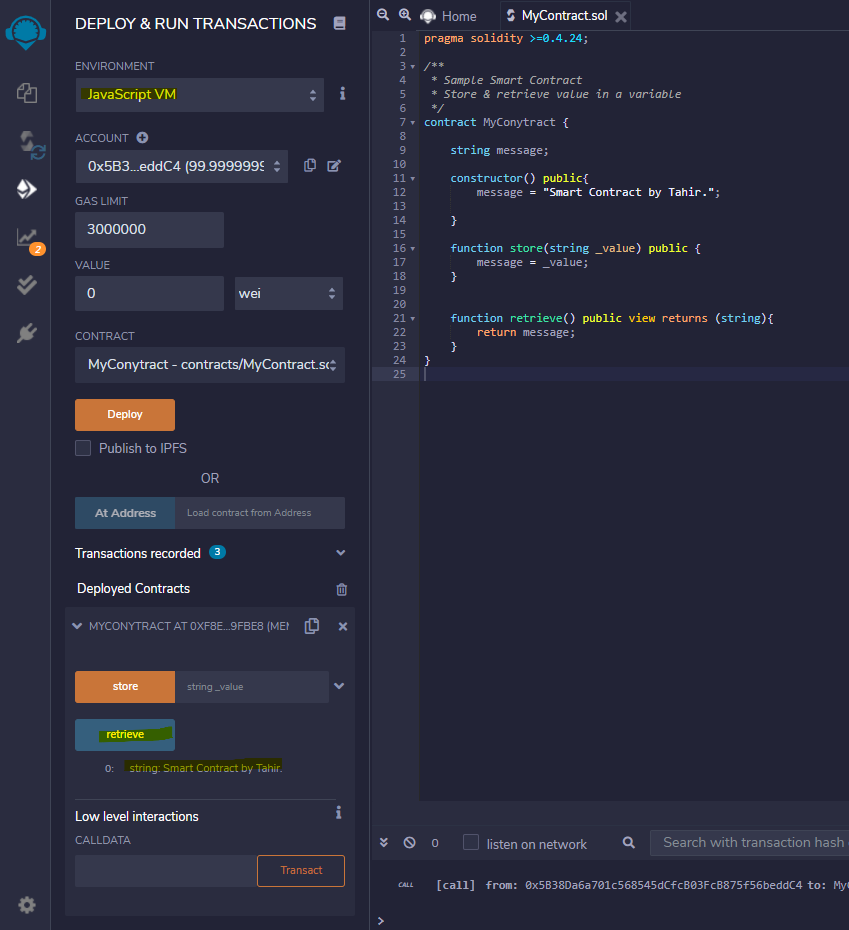 DEPLOY & RUN TRANSACTIONS
ENVIRONMENT
JavaScript VM
ACCOUNT
0x5B3...eddC4 (99.9999999
GAS LIMIT
3000000
VALUE
0
wei
CONTRACT
MyConytract - contracts/MyContract.sc
Deploy
Publish to IPFS
OR
At Address
Load contract from Address
Transactions recorded 3
Deployed Contracts
MYCONYTRACT AT 0XF8E...9FBE8 (MEM
store
string _value
retrieve
0: string: Smart Contract by Tahir.
Low level interactions
CALLDATA
Transact
2
Home
MyContract.sol
1 pragma solidity >=0.4.24;
2
3 /**
4  * Sample Smart Contract
5  * Store & retrieve value in a variable
6  */
7 contract MyConytract {
8
9     string message;
10
11     constructor() public{
12         message = "Smart Contract by Tahir.";
13
14     }
15
16     function store(string _value) public {
17         message = _value;
18     }
19
20
21     function retrieve() public view returns (string){
22         return message;
23     }
24 }
25
0
listen on network
Search with transaction hash
CALL [call] from: 0x5B38Da6a701c568545dCfcB03FcB875f56beddC4 to: MyC
>